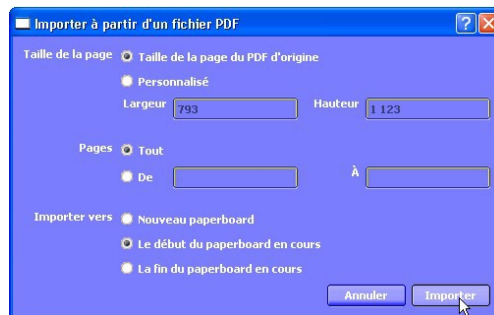 Importer à partir d'un fichier PDF
Taille de la page Taille de la page du PDF d'origine
Personnalisé
Largeur 793 Hauteur 1 123
Pages Tout
De À
Importer vers Nouveau paperboard
Le début du paperboard en cours
La fin du paperboard en cours
Annuler Importer